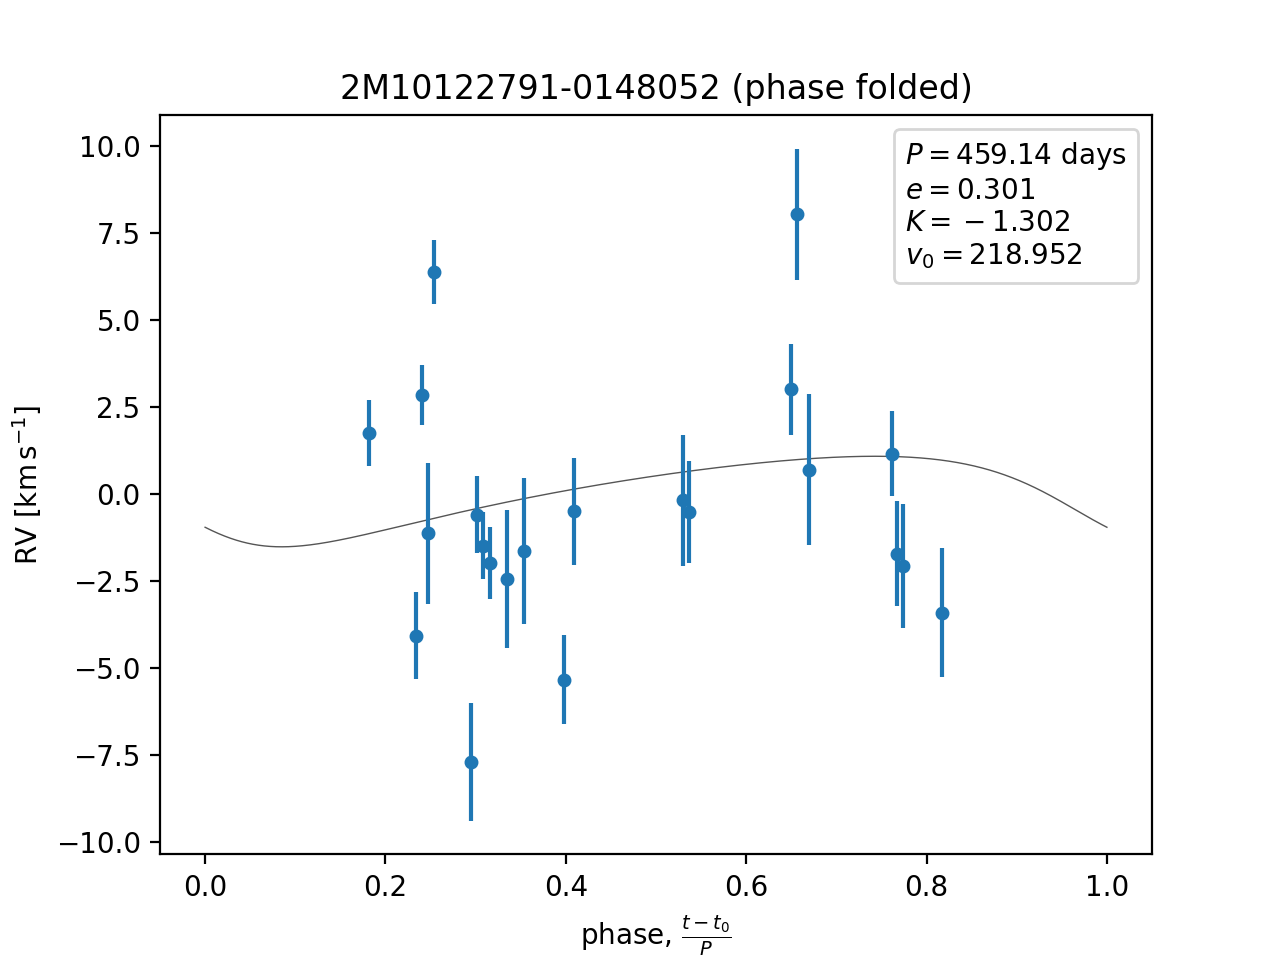 2M10122791-0148052 (phase folded)
P = 459.14 days
e = 0.301
K = −1.302
v₀ = 218.952
10.0
7.5
5.0
2.5
0.0
−2.5
−5.0
−7.5
−10.0
RV [km s⁻¹]
0.0 0.2 0.4 0.6 0.8 1.0
phase, (t − t₀)/P